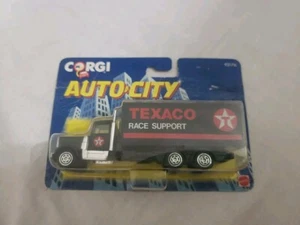 CORGI
AUTO-CITY
TEXACO
RACE SUPPORT